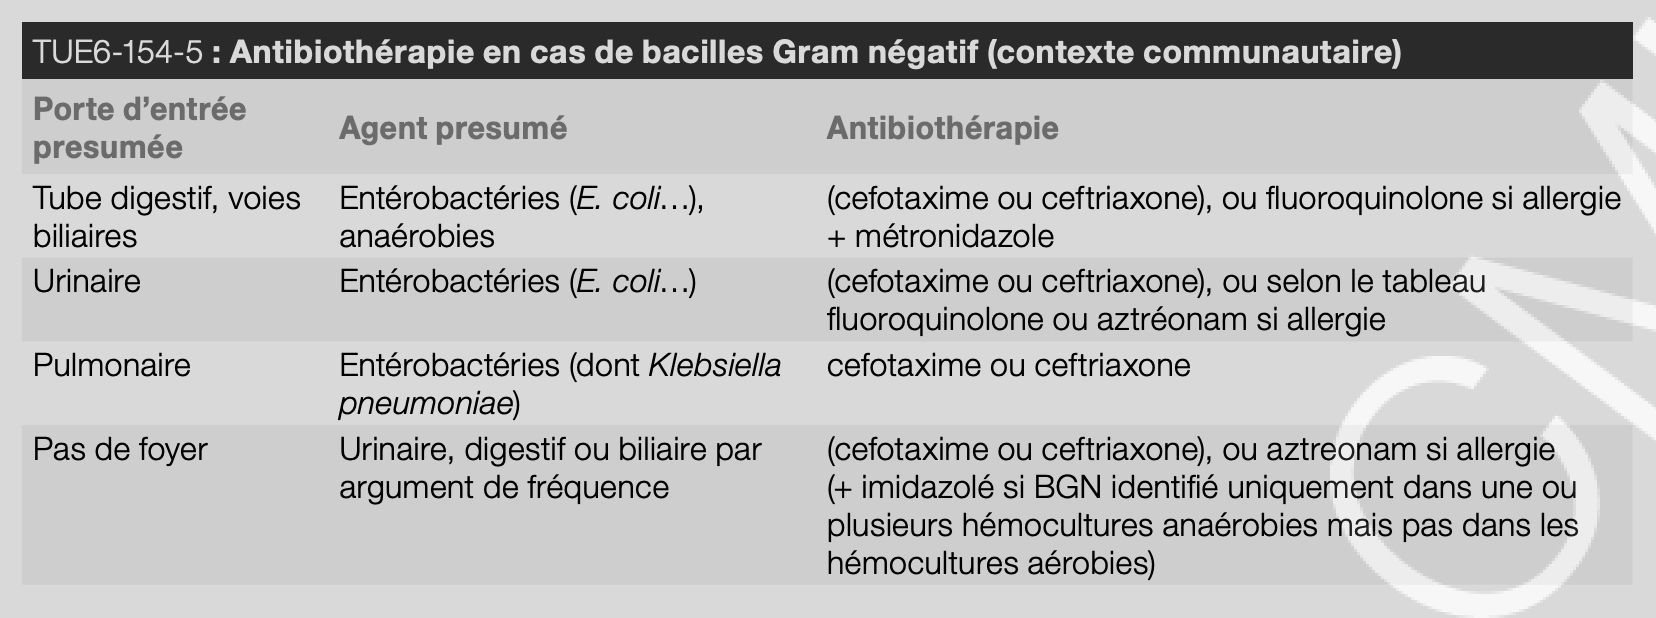 TUE6-154-5 : Antibiothérapie en cas de bacilles Gram négatif (contexte communautaire)
Porte d’entrée
presumée
Agent presumé
Antibiothérapie
Tube digestif, voies
biliaires
Entérobactéries (E. coli…),
anaérobies
(cefotaxime ou ceftriaxone), ou fluoroquinolone si allergie
+ métronidazole
Urinaire
Entérobactéries (E. coli…)
(cefotaxime ou ceftriaxone), ou selon le tableau
fluoroquinolone ou aztréonam si allergie
Pulmonaire
Entérobactéries (dont Klebsiella
pneumoniae)
cefotaxime ou ceftriaxone
Pas de foyer
Urinaire, digestif ou biliaire par
argument de fréquence
(cefotaxime ou ceftriaxone), ou aztreonam si allergie
(+ imidazolé si BGN identifié uniquement dans une ou
plusieurs hémocultures anaérobies mais pas dans les
hémocultures aérobies)